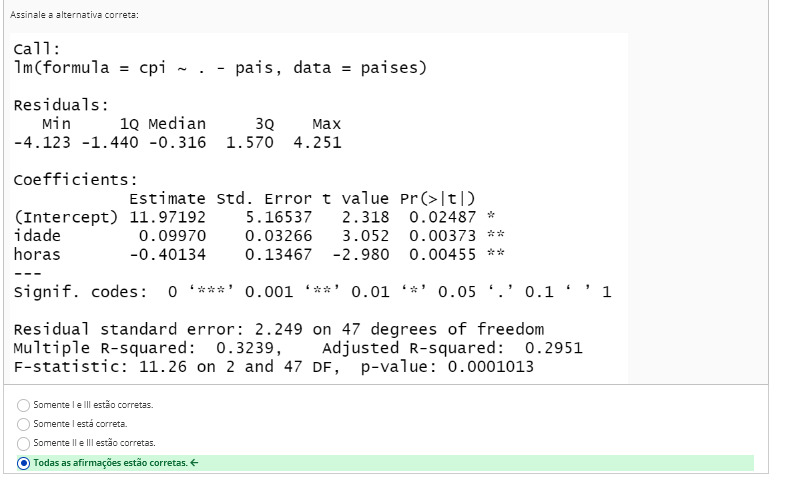 Assinale a alternativa correta:
Call:
lm(formula = cpi ~ . - pais, data = paises)
Residuals:
Min 1Q Median 3Q Max
-4.123 -1.440 -0.316 1.570 4.251
Coefficients:
Estimate Std. Error t value Pr(>|t|)
(Intercept) 11.97192 5.16537 2.318 0.02487 *
idade 0.09970 0.03266 3.052 0.00373 **
horas -0.40134 0.13467 -2.980 0.00455 **
---
Signif. codes: 0 ‘***’ 0.001 ‘**’ 0.01 ‘*’ 0.05 ‘.’ 0.1 ‘ ’ 1
Residual standard error: 2.249 on 47 degrees of freedom
Multiple R-squared: 0.3239, Adjusted R-squared: 0.2951
F-statistic: 11.26 on 2 and 47 DF, p-value: 0.0001013
Somente I e III estão corretas.
Somente I está correta.
Somente II e III estão corretas.
Todas as afirmações estão corretas. ←